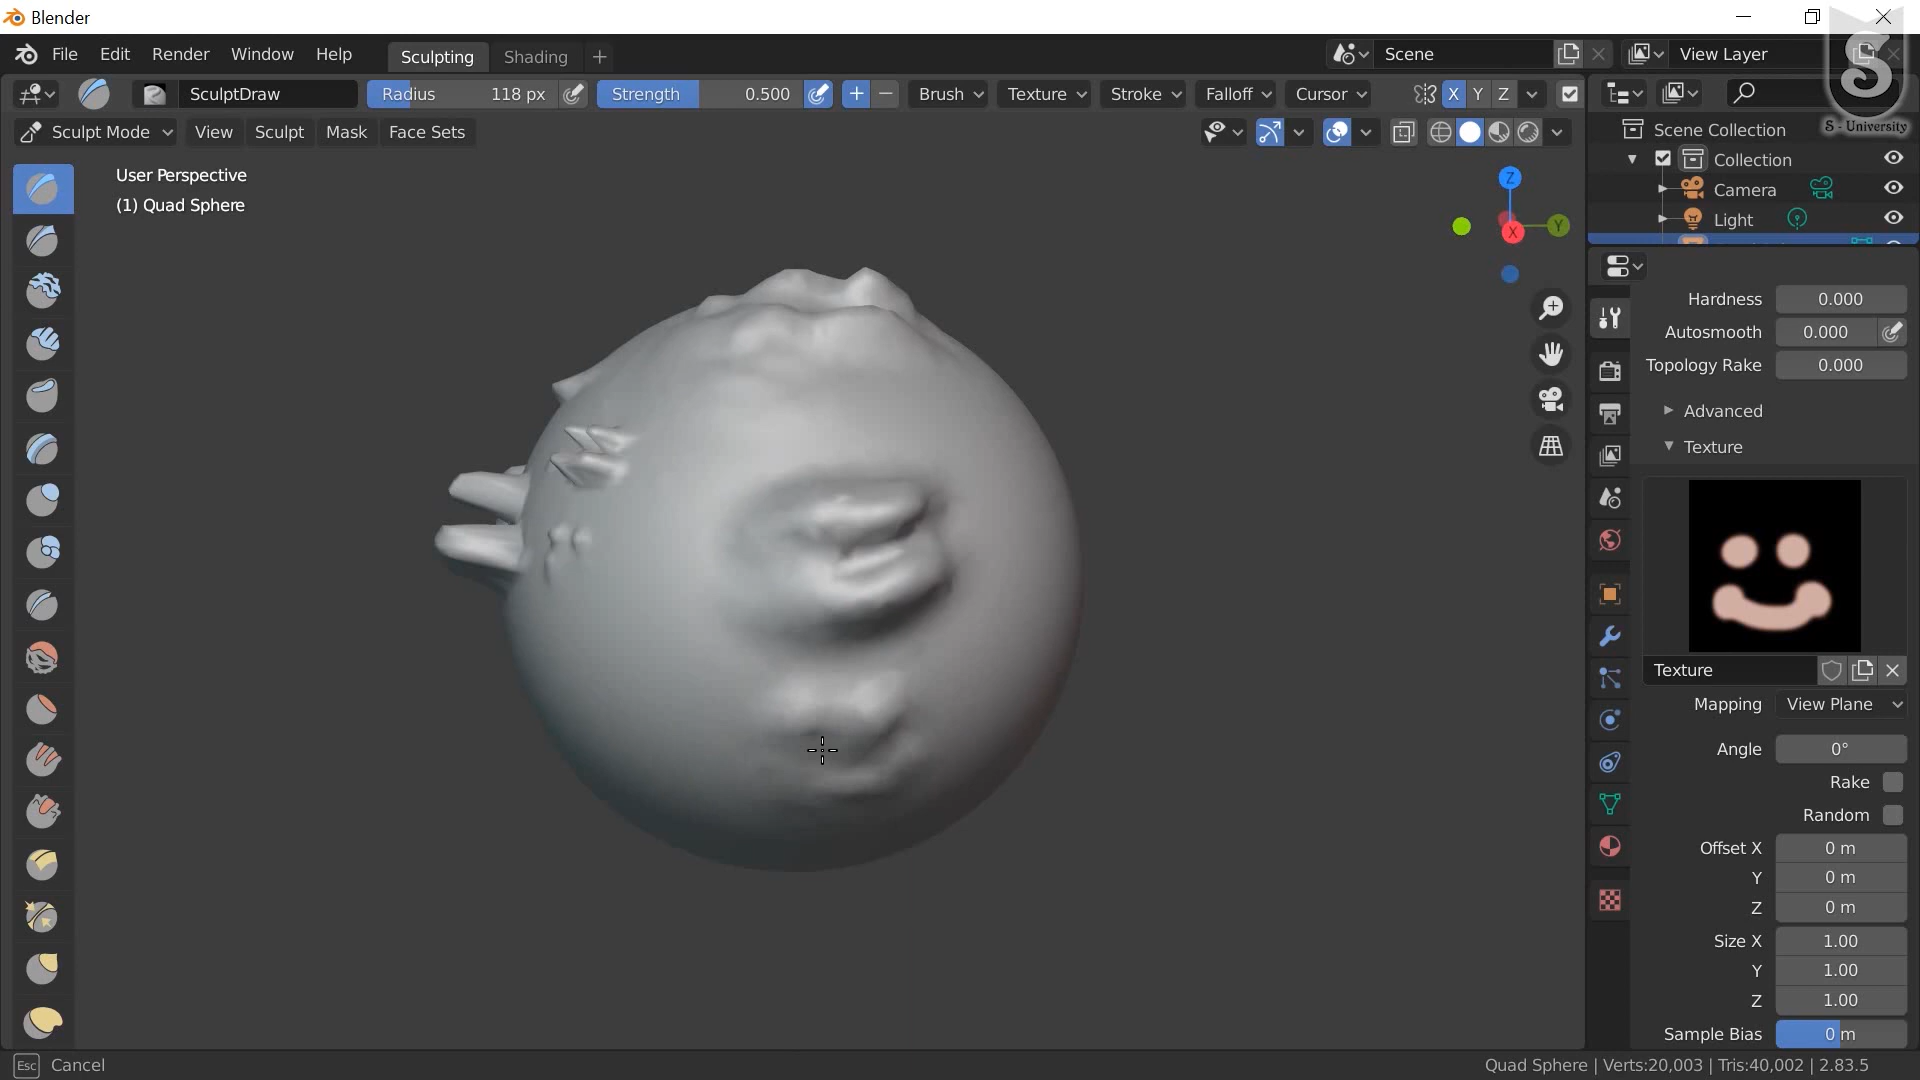 Blender
File Edit Render Window Help Sculpting Shading + Scene View Layer
SculptDraw Radius 118 px Strength 0.500 Brush Texture Stroke Falloff Cursor X Y Z
S
S - University
Sculpt Mode View Sculpt Mask Face Sets
Scene Collection
Collection
Camera
Light
User Perspective
(1) Quad Sphere
Z
Y
X
Hardness 0.000
Autosmooth 0.000
Topology Rake 0.000
Advanced
Texture
Texture
Mapping View Plane
Angle 0°
Rake
Random
Offset X 0 m
Y 0 m
Z 0 m
Size X 1.00
Y 1.00
Z 1.00
Sample Bias 0 m
Esc Cancel
Quad Sphere | Verts:20,003 | Tris:40,002 | 2.83.5